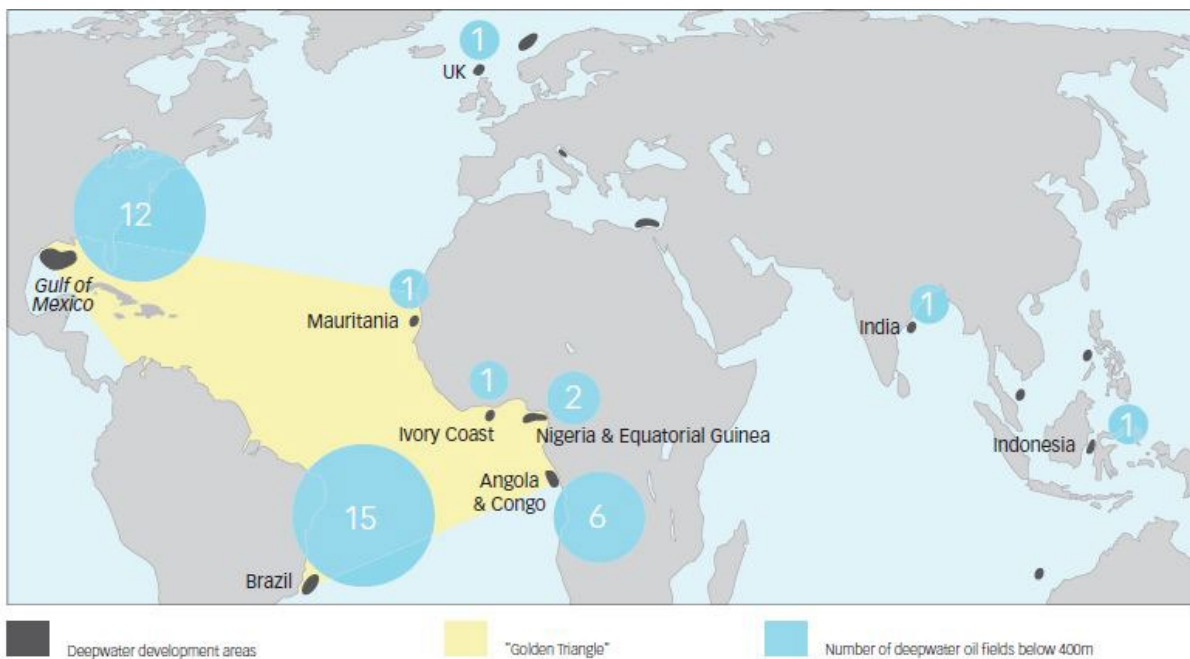 1
UK
12
Gulf of
Mexico
1
Mauritania
1
India
1
Ivory Coast
2
Nigeria & Equatorial Guinea
1
Indonesia
Angola
& Congo
6
15
Brazil
Deepwater development areas
"Golden Triangle"
Number of deepwater oil fields below 400m